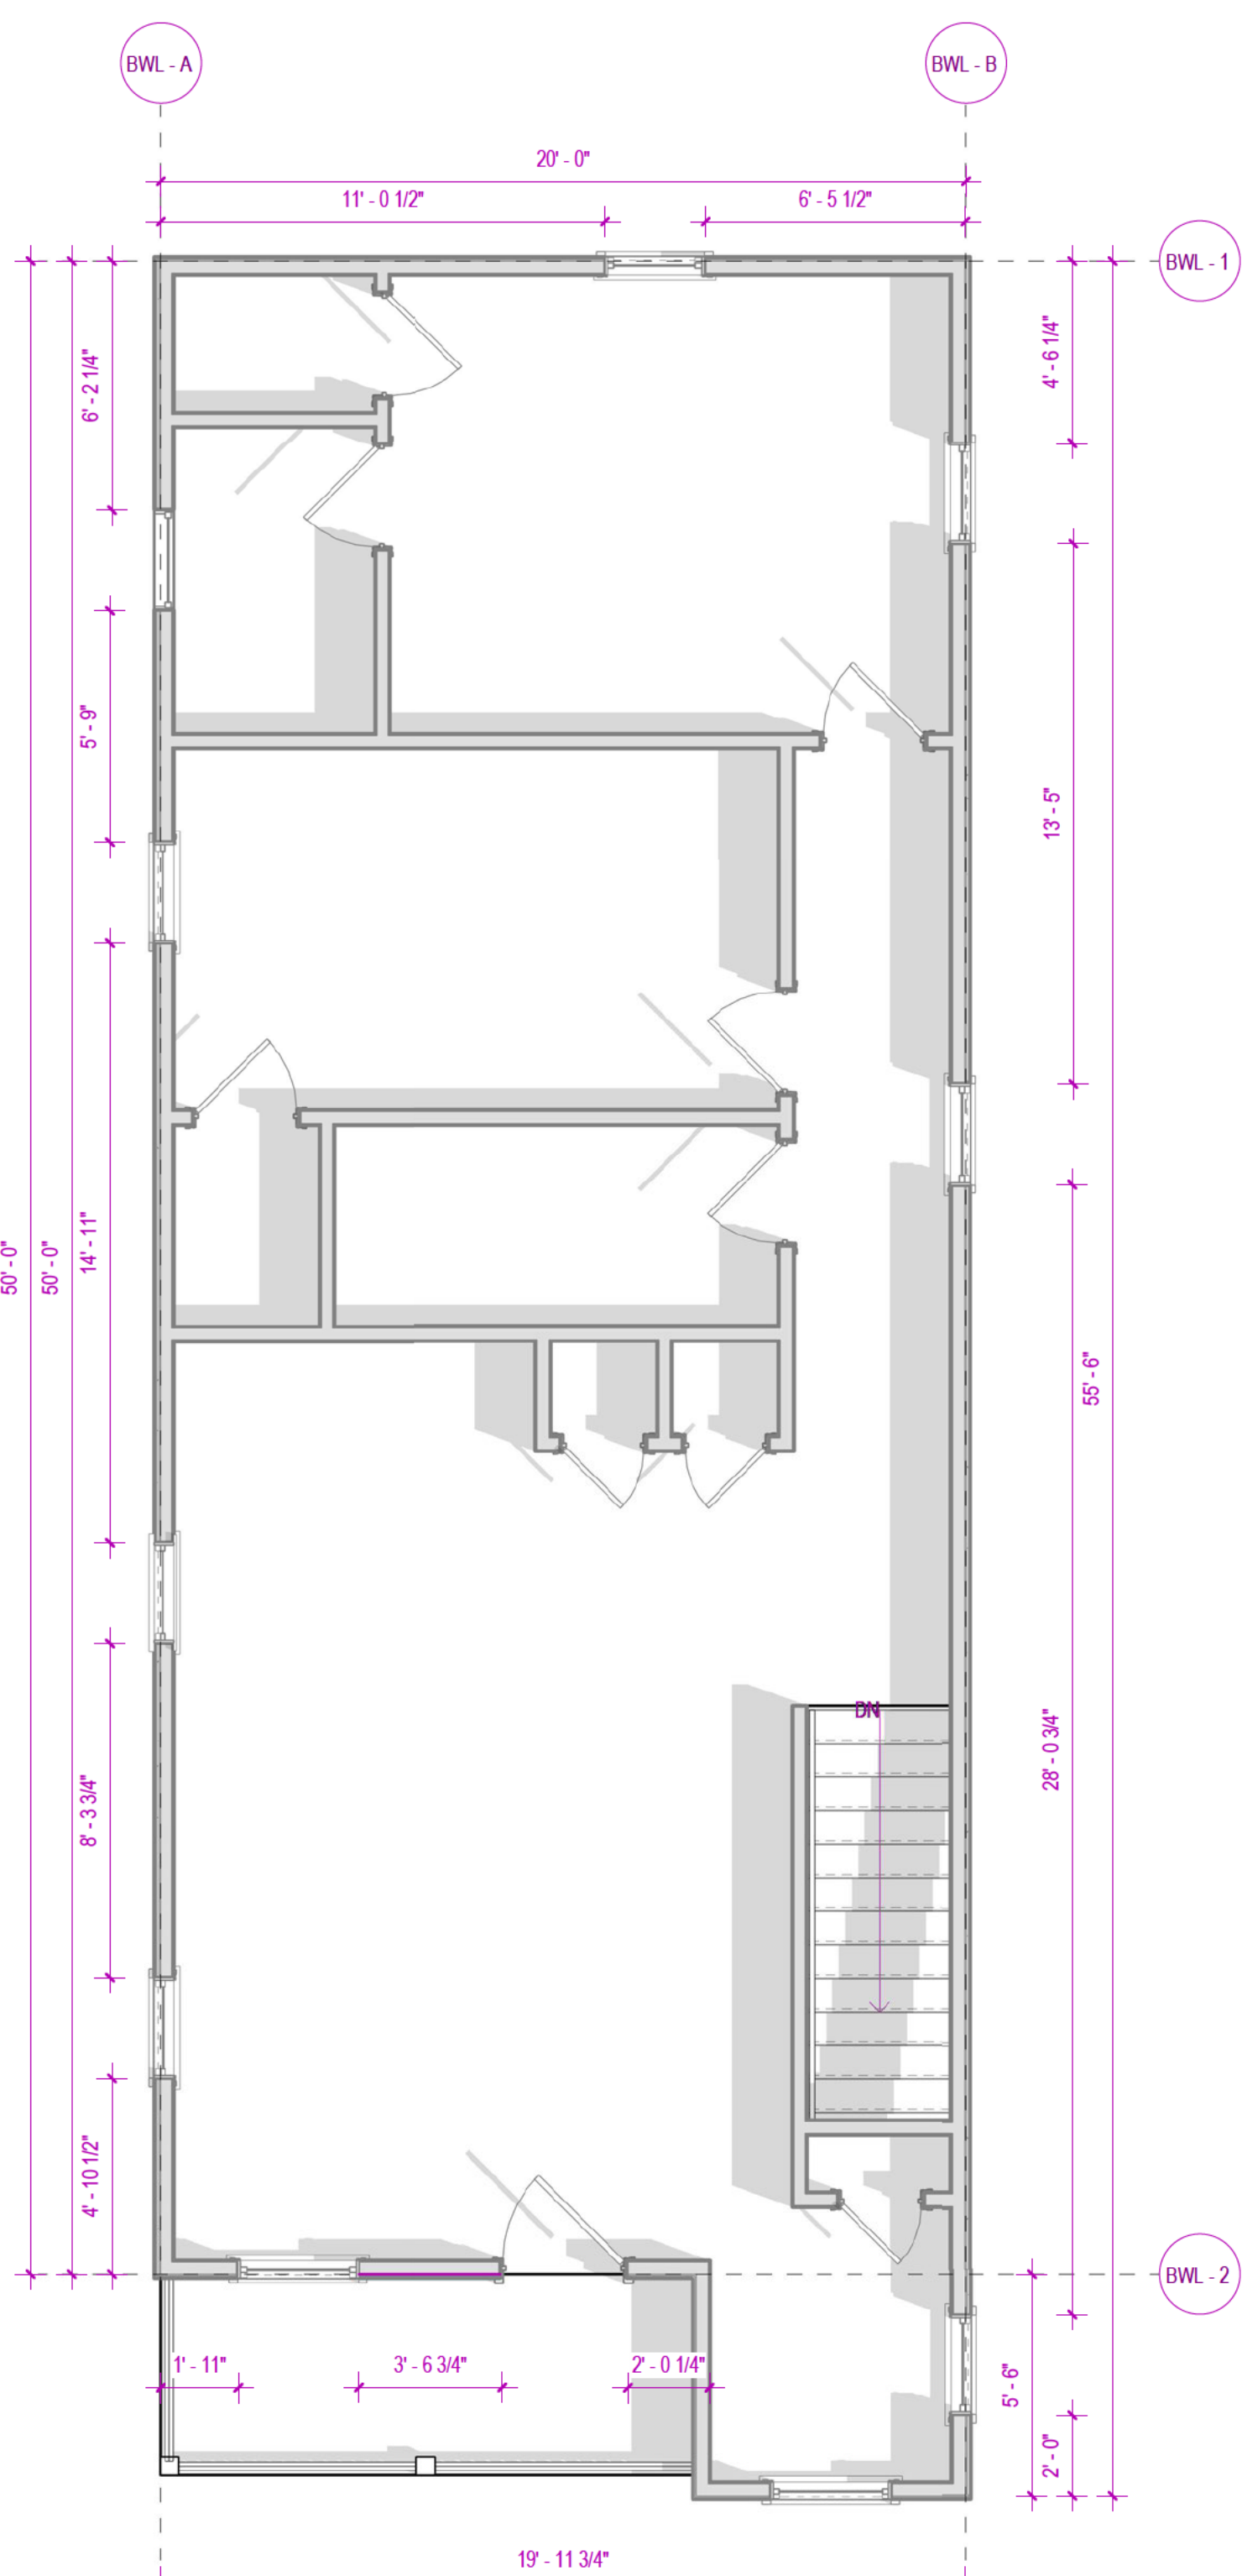 BWL - A
BWL - B
20' - 0"
11' - 0 1/2"
6' - 5 1/2"
BWL - 1
6' - 2 1/4"
4' - 6 1/4"
5' - 9"
13' - 5"
50' - 0"
50' - 0"
14' - 11"
55' - 6"
DN
28' - 0 3/4"
8' - 3 3/4"
4' - 10 1/2"
BWL - 2
1' - 11"
3' - 6 3/4"
2' - 0 1/4"
5' - 6"
2' - 0"
19' - 11 3/4"